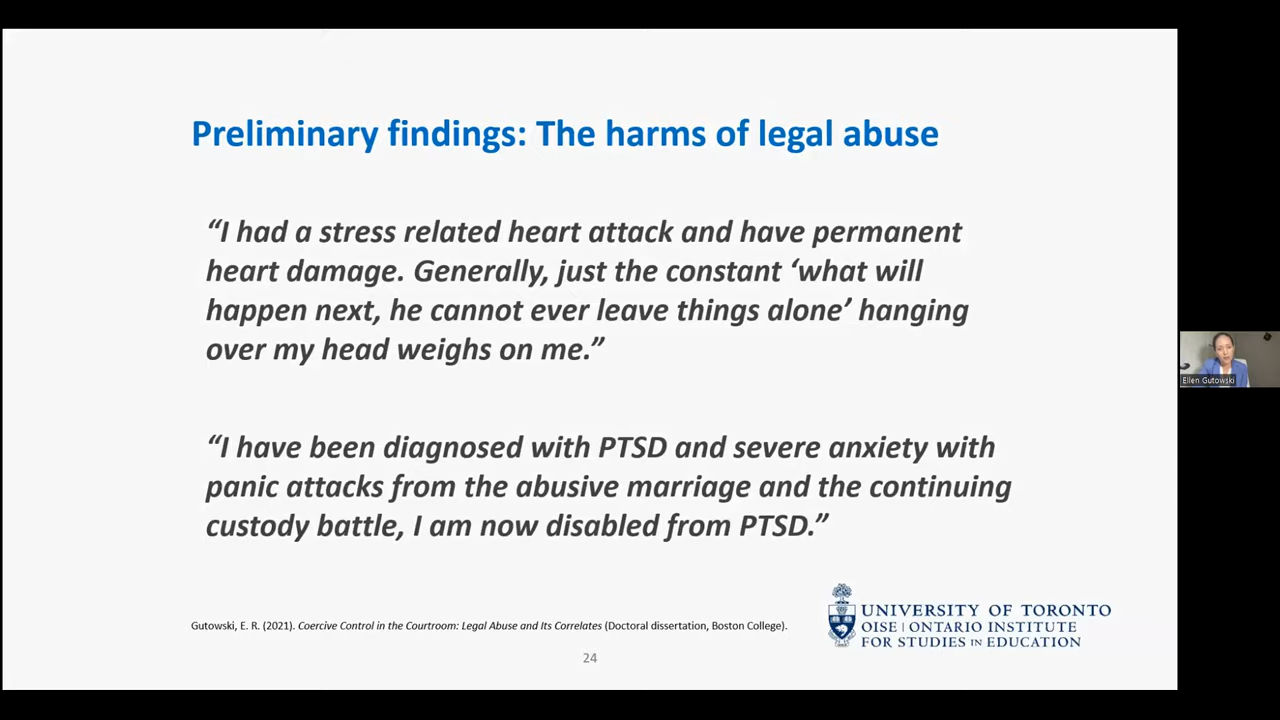 Preliminary findings: The harms of legal abuse
“I had a stress related heart attack and have permanent
heart damage. Generally, just the constant ‘what will
happen next, he cannot ever leave things alone’ hanging
over my head weighs on me.”
“I have been diagnosed with PTSD and severe anxiety with
panic attacks from the abusive marriage and the continuing
custody battle, I am now disabled from PTSD.”
Gutowski, E. R. (2021). Coercive Control in the Courtroom: Legal Abuse and Its Correlates (Doctoral dissertation, Boston College).
UNIVERSITY OF TORONTO
OISE | ONTARIO INSTITUTE
FOR STUDIES IN EDUCATION
24
Ellen Gutowski